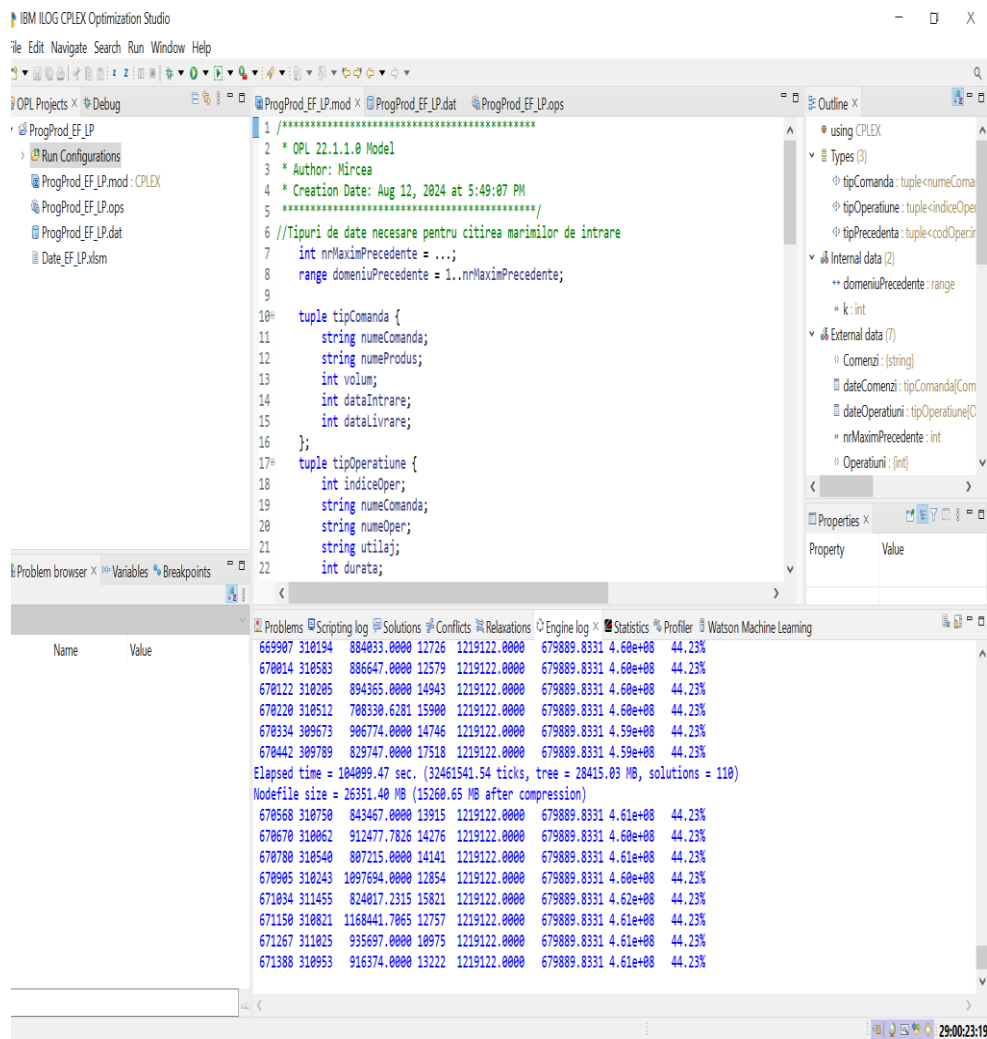 IBM ILOG CPLEX Optimization Studio
File Edit Navigate Search Run Window Help
OPL Projects
Debug
ProgProd_EF_LP
Run Configurations
ProgProd_EF_LP.mod : CPLEX
ProgProd_EF_LP.ops
ProgProd_EF_LP.dat
Date_EF_LP.xlsm
ProgProd_EF_LP.mod
ProgProd_EF_LP.dat
ProgProd_EF_LP.ops
1 /*********************************************
2 * OPL 22.1.1.0 Model
3 * Author: Mircea
4 * Creation Date: Aug 12, 2024 at 5:49:07 PM
5 *********************************************/
6 //Tipuri de date necesare pentru citirea marimilor de intrare
7 int nrMaximPrecedente = ...;
8 range domeniuPrecedente = 1..nrMaximPrecedente;
9
10 tuple tipComanda {
11 string numeComanda;
12 string numeProdus;
13 int volum;
14 int dataIntrare;
15 int dataLivrare;
16 };
17 tuple tipOperatiune {
18 int indiceOper;
19 string numeComanda;
20 string numeOper;
21 string utilaj;
22 int durata;
Outline
using CPLEX
Types (3)
tipComanda : tuple<numeComa
tipOperatiune : tuple<indiceOper
tipPrecedenta : tuple<codOper:ir
Internal data (2)
domeniuPrecedente : range
k : int
External data (7)
Comenzi : {string}
dateComenzi : tipComanda[Com
dateOperatiuni : tipOperatiune[O
nrMaximPrecedente : int
Operatiuni : {int}
Properties
Property Value
Problem browser
Variables
Breakpoints
Name Value
Problems Scripting log Solutions Conflicts Relaxations Engine log Statistics Profiler Watson Machine Learning
669907 310194 884033.0000 12726 1219122.0000 679889.8331 4.60e+08 44.23%
670014 310583 886647.0000 12579 1219122.0000 679889.8331 4.60e+08 44.23%
670122 310205 894365.0000 14943 1219122.0000 679889.8331 4.60e+08 44.23%
670220 310512 708330.6281 15900 1219122.0000 679889.8331 4.60e+08 44.23%
670334 309673 906774.0000 14746 1219122.0000 679889.8331 4.59e+08 44.23%
670442 309789 829747.0000 17518 1219122.0000 679889.8331 4.59e+08 44.23%
Elapsed time = 104099.47 sec. (32461541.54 ticks, tree = 28415.03 MB, solutions = 110)
Nodefile size = 26351.40 MB (15260.65 MB after compression)
670568 310750 843467.0000 13915 1219122.0000 679889.8331 4.61e+08 44.23%
670670 310062 912477.7826 14276 1219122.0000 679889.8331 4.60e+08 44.23%
670780 310540 807215.0000 14141 1219122.0000 679889.8331 4.61e+08 44.23%
670905 310243 1097694.0000 12854 1219122.0000 679889.8331 4.60e+08 44.23%
671034 311455 824017.2315 15821 1219122.0000 679889.8331 4.62e+08 44.23%
671150 310821 1168441.7065 12757 1219122.0000 679889.8331 4.61e+08 44.23%
671267 311025 935697.0000 10975 1219122.0000 679889.8331 4.61e+08 44.23%
671388 310953 916374.0000 13222 1219122.0000 679889.8331 4.61e+08 44.23%
29:00:23:19